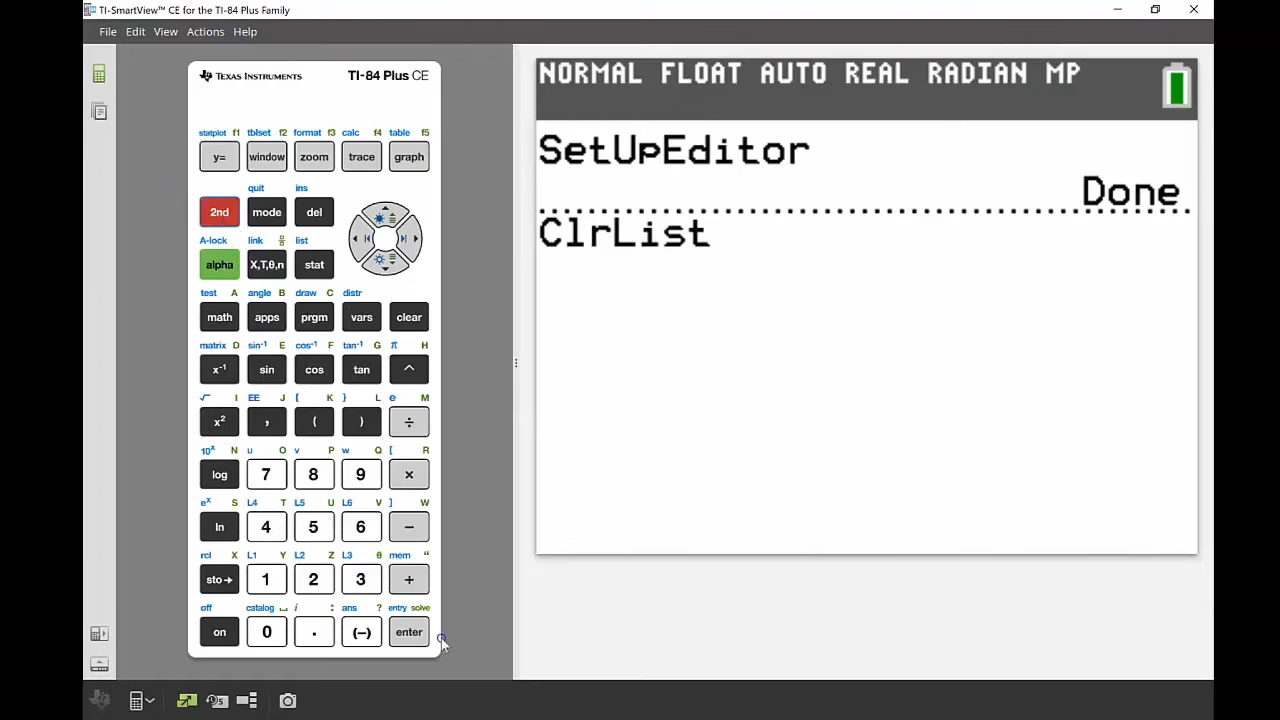 TI-SmartView™ CE for the TI-84 Plus Family
File Edit View Actions Help
TEXAS INSTRUMENTS TI-84 Plus CE
NORMAL FLOAT AUTO REAL RADIAN MP
SetUpEditor
Done
ClrList
statplot f1 tblset f2 format f3 calc f4 table f5
y= window zoom trace graph
quit ins
2nd mode del
A-lock link list
alpha X,T,θ,n stat
test A angle B draw C distr
math apps prgm vars clear
matrix D sin⁻¹ E cos⁻¹ F tan⁻¹ G π H
x⁻¹ sin cos tan ^
√ I EE J { K } L e M
x² , ( ) ÷
10ˣ N u O v P w Q [ R
log 7 8 9 ×
eˣ S L4 T L5 U L6 V ] W
ln 4 5 6 −
rcl X L1 Y L2 Z L3 θ mem "
sto→ 1 2 3 +
off catalog ⎵ i : ans ? entry solve
on 0 . (−) enter